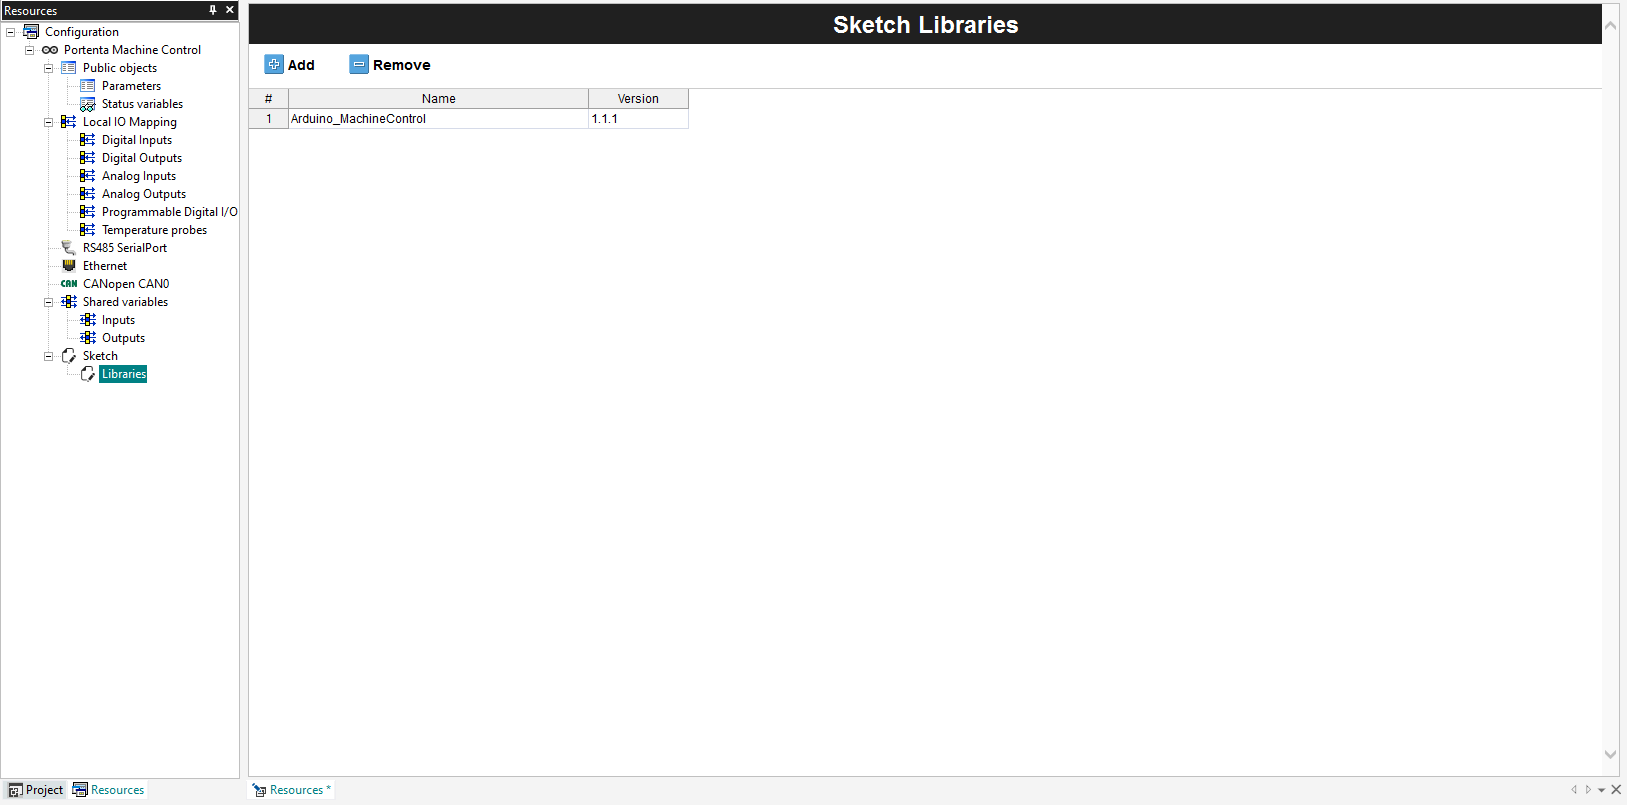 Resources
Configuration
Portenta Machine Control
Public objects
Parameters
Status variables
Local IO Mapping
Digital Inputs
Digital Outputs
Analog Inputs
Analog Outputs
Programmable Digital I/O
Temperature probes
RS485 SerialPort
Ethernet
CAN CANopen CAN0
Shared variables
Inputs
Outputs
Sketch
Libraries
Project Resources
Sketch Libraries
Add Remove
# Name Version
1 Arduino_MachineControl 1.1.1
Resources *